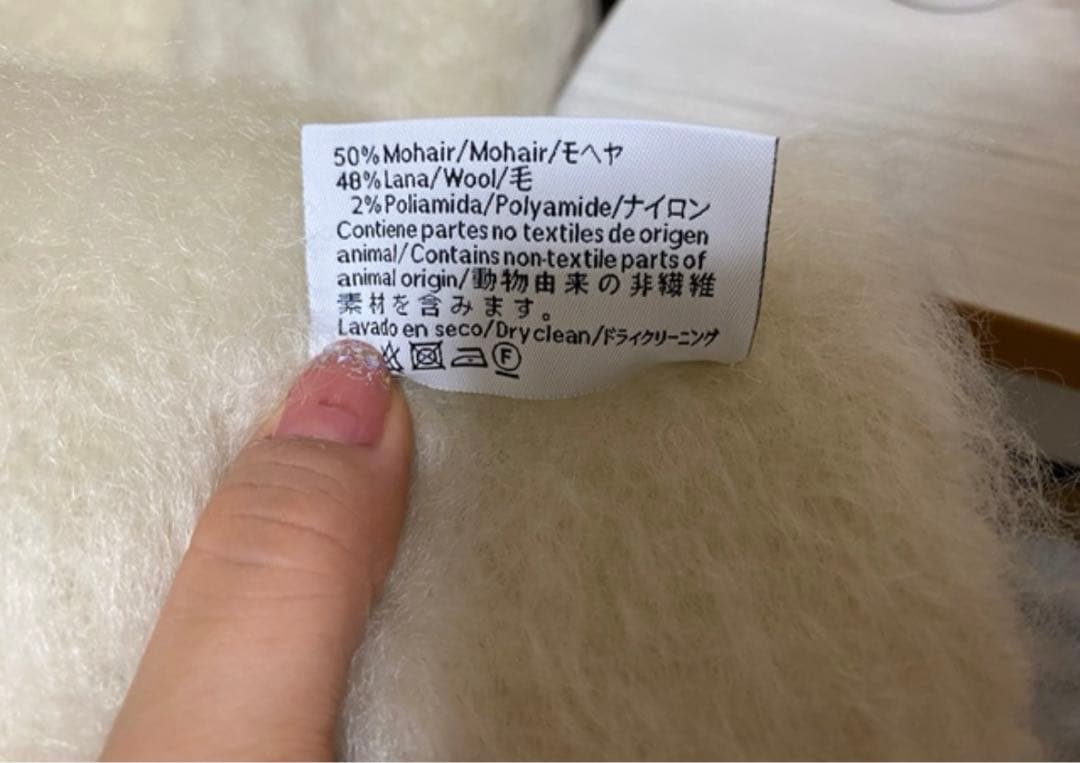 50% Mohair/Mohair/モヘヤ
48% Lana/Wool/毛
2% Poliamida/Polyamide/ナイロン
Contiene partes no textiles de origen
animal/Contains non-textile parts of
animal origin/動物由来の非繊維
素材を含みます。
Lavado en seco/Dry clean/ドライクリーニング
F